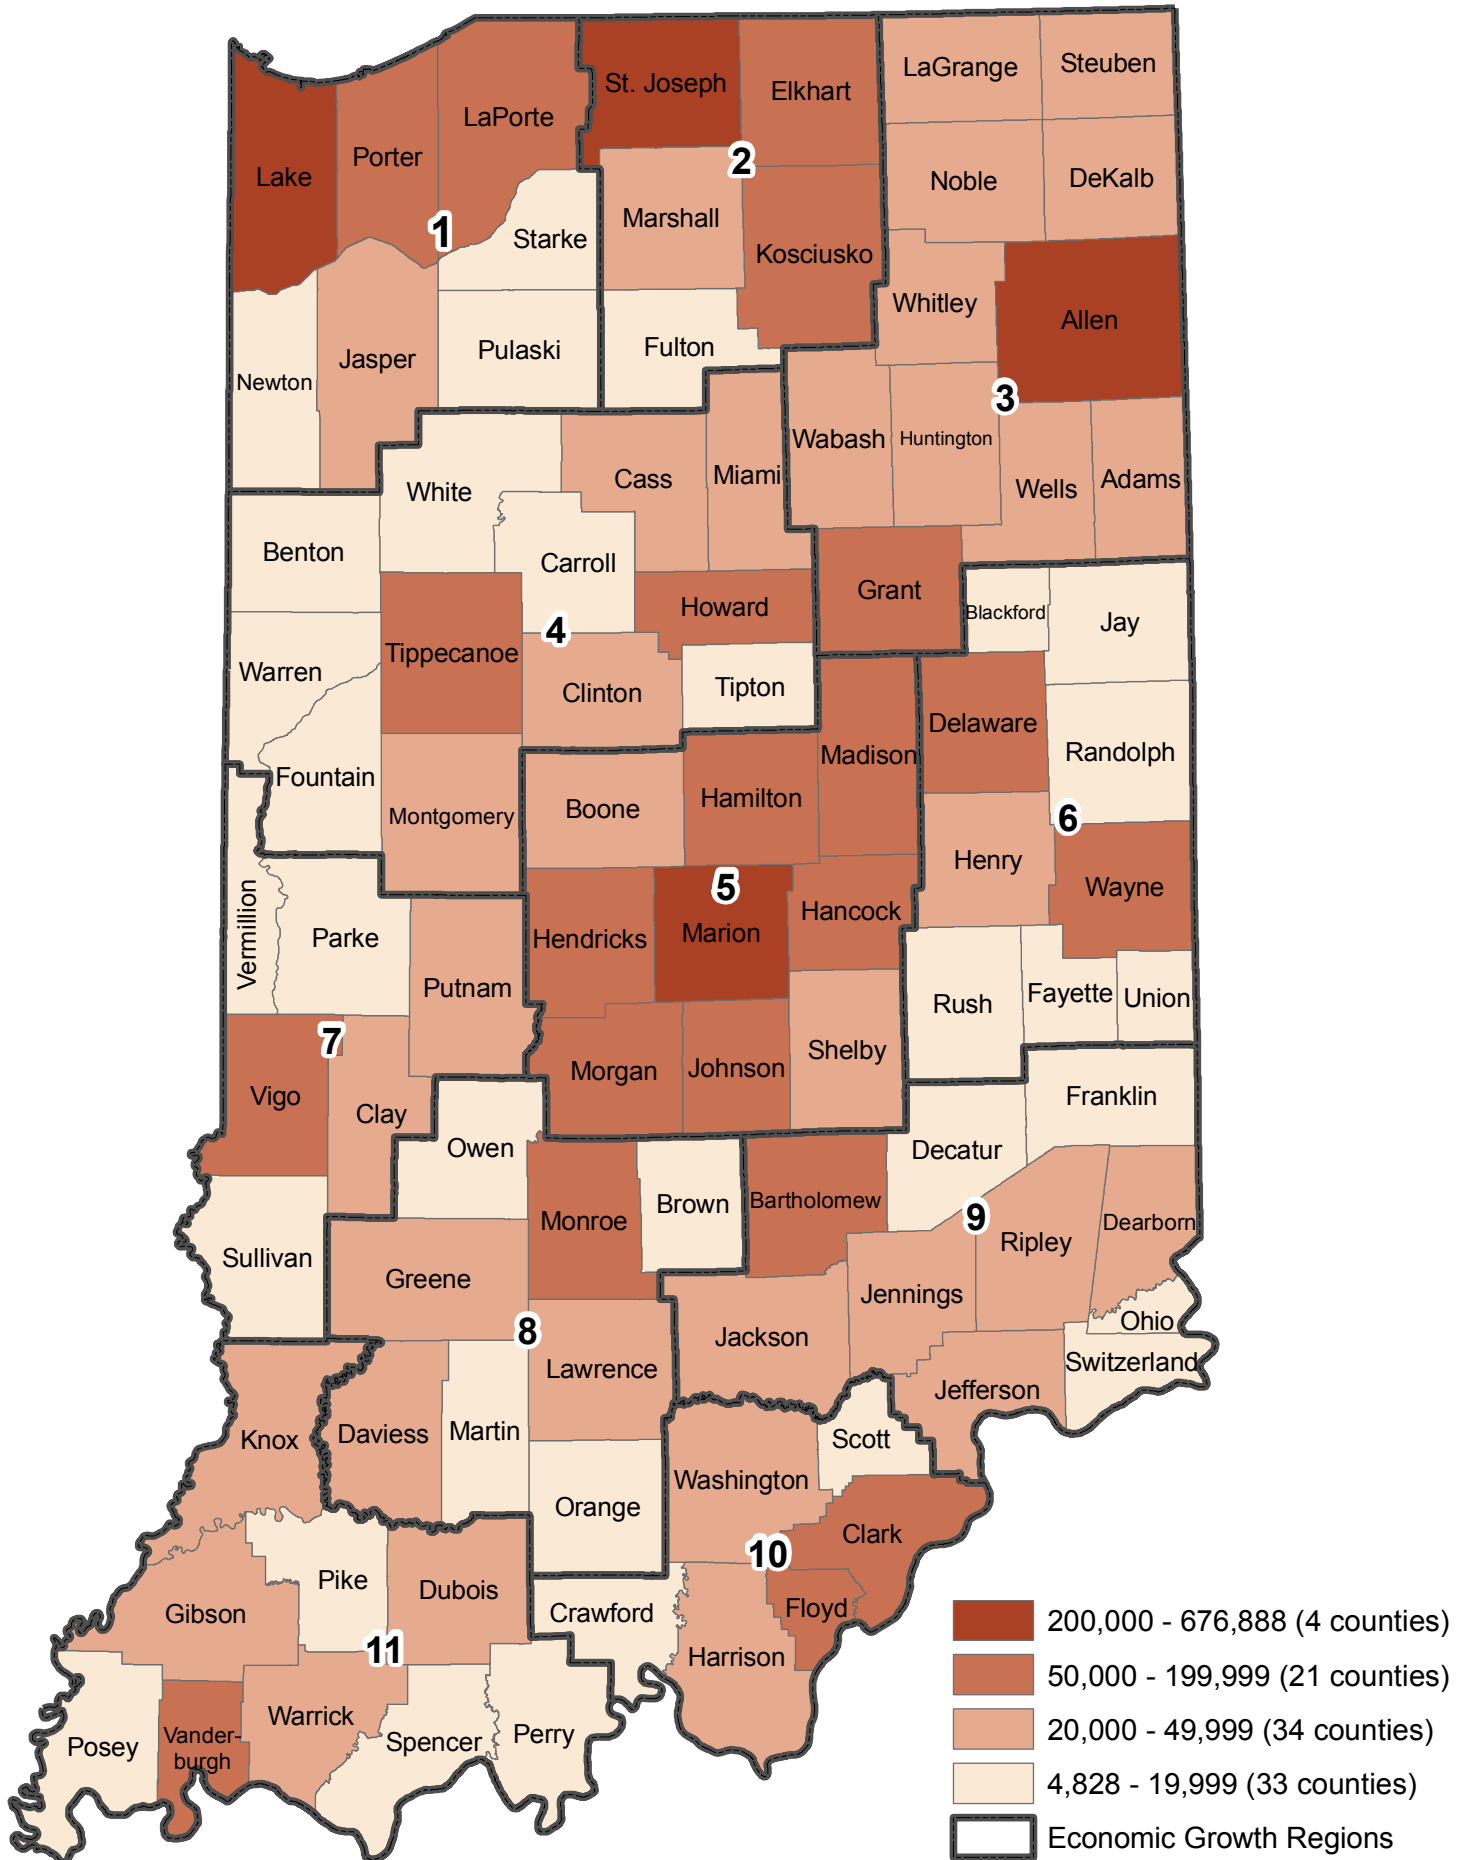 LaGrange
Steuben
St. Joseph
Elkhart
LaPorte
Porter
Lake
2
Noble
DeKalb
Marshall
1
Starke
Kosciusko
Whitley
Allen
Newton
Jasper
Pulaski
Fulton
3
Wabash
Huntington
White
Cass
Miami
Wells
Adams
Benton
Carroll
Howard
Grant
Blackford
Jay
4
Tippecanoe
Warren
Clinton
Tipton
Delaware
Madison
Randolph
Fountain
Montgomery
Boone
Hamilton
6
Henry
Wayne
5
Vermillion
Parke
Hendricks
Marion
Hancock
Putnam
Rush
Fayette
Union
7
Vigo
Clay
Morgan
Johnson
Shelby
Franklin
Owen
Decatur
Sullivan
Monroe
Brown
Bartholomew
9
Ripley
Dearborn
Greene
Jennings
8
Jackson
Ohio
Lawrence
Switzerland
Jefferson
Knox
Daviess
Martin
Scott
Washington
Orange
Clark
10
Pike
Dubois
Gibson
Crawford
Floyd
11
Harrison
Posey
Vander-
burgh
Warrick
Spencer
Perry
200,000 - 676,888 (4 counties)
50,000 - 199,999 (21 counties)
20,000 - 49,999 (34 counties)
4,828 - 19,999 (33 counties)
Economic Growth Regions